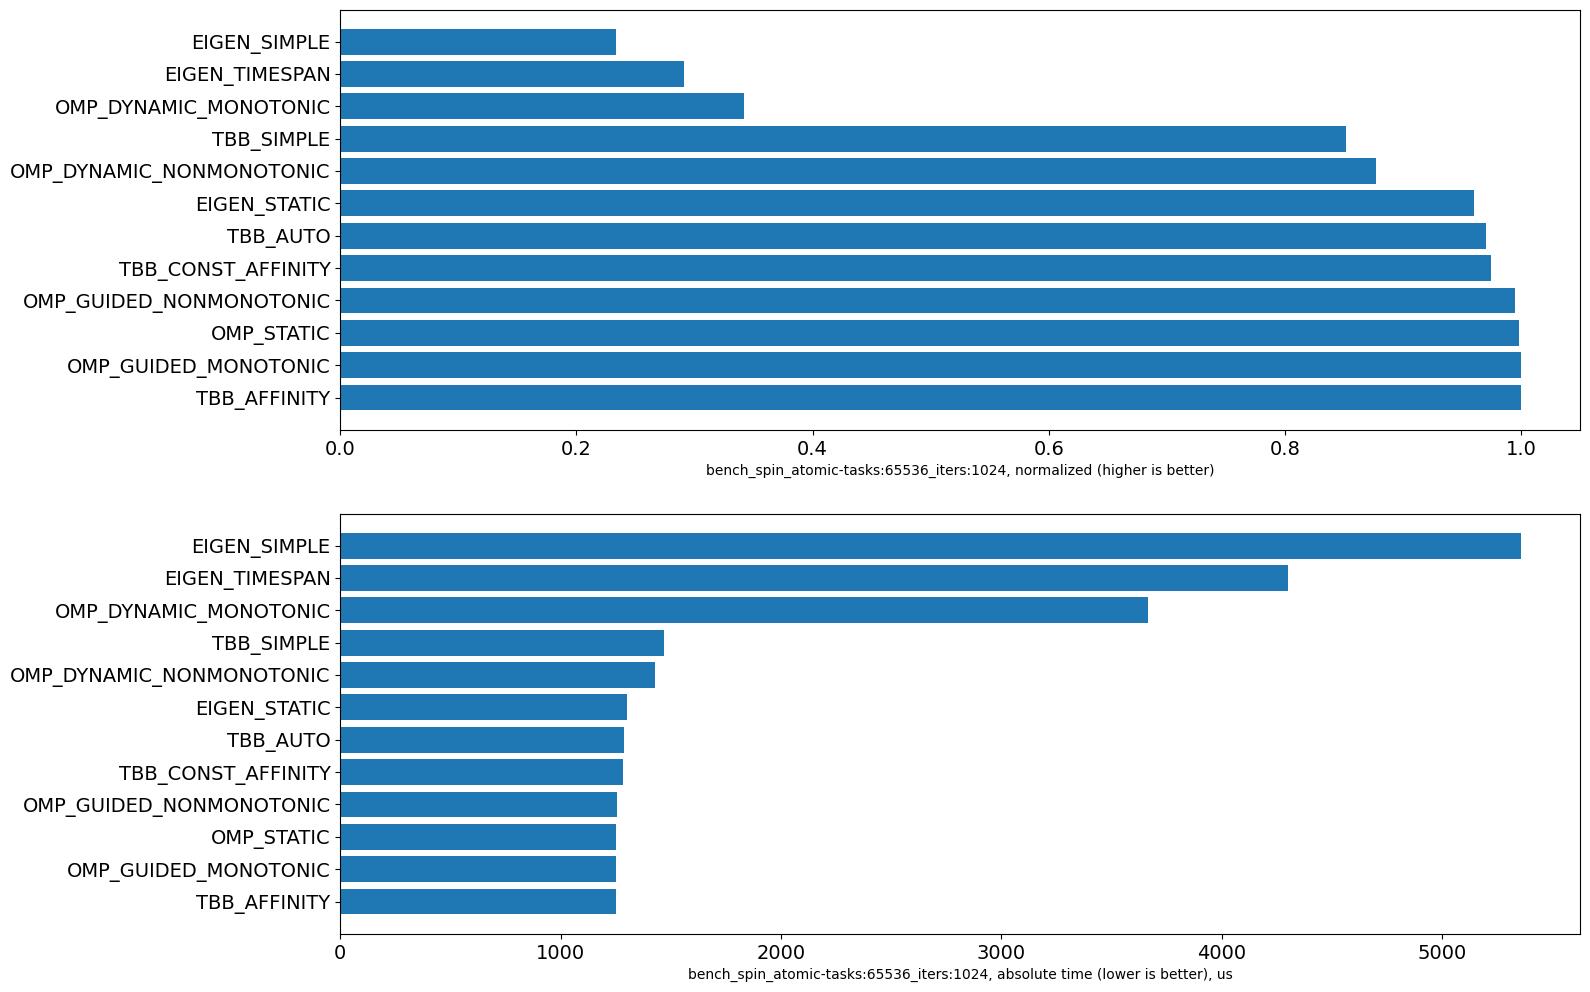 EIGEN_SIMPLE
EIGEN_TIMESPAN
OMP_DYNAMIC_MONOTONIC
TBB_SIMPLE
OMP_DYNAMIC_NONMONOTONIC
EIGEN_STATIC
TBB_AUTO
TBB_CONST_AFFINITY
OMP_GUIDED_NONMONOTONIC
OMP_STATIC
OMP_GUIDED_MONOTONIC
TBB_AFFINITY
0.0 0.2 0.4 0.6 0.8 1.0
bench_spin_atomic-tasks:65536_iters:1024, normalized (higher is better)
EIGEN_SIMPLE
EIGEN_TIMESPAN
OMP_DYNAMIC_MONOTONIC
TBB_SIMPLE
OMP_DYNAMIC_NONMONOTONIC
EIGEN_STATIC
TBB_AUTO
TBB_CONST_AFFINITY
OMP_GUIDED_NONMONOTONIC
OMP_STATIC
OMP_GUIDED_MONOTONIC
TBB_AFFINITY
0 1000 2000 3000 4000 5000
bench_spin_atomic-tasks:65536_iters:1024, absolute time (lower is better), us